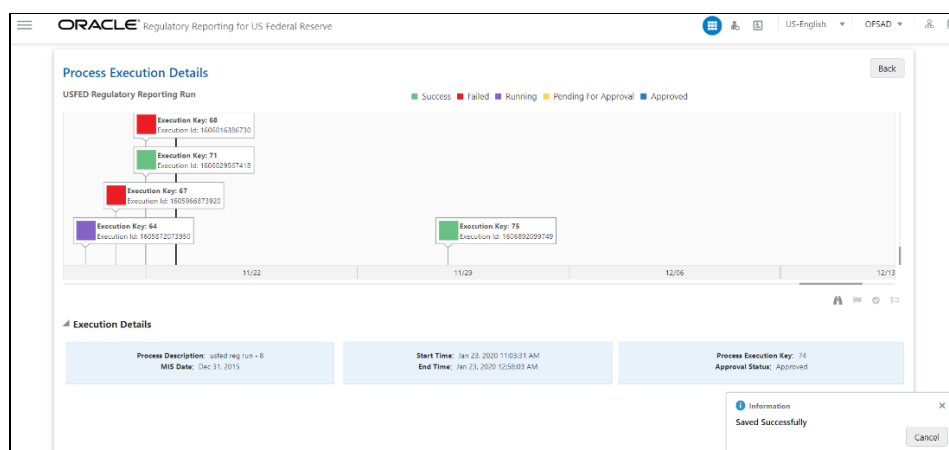 ORACLE® Regulatory Reporting for US Federal Reserve
US-English
OFSAD
Process Execution Details
Back
USFED Regulatory Reporting Run
Success Failed Running Pending For Approval Approved
Execution Key: 68
Execution Id: 1606016386730
Execution Key: 71
Execution Id: 1606029567418
Execution Key: 67
Execution Id: 1605966873920
Execution Key: 64
Execution Id: 1605872073950
Execution Key: 75
Execution Id: 1606892099749
11/22
11/29
12/06
12/13
Execution Details
Process Description: usfed reg run - 8
MIS Date: Dec 31, 2015
Start Time: Jan 23, 2020 11:03:31 AM
End Time: Jan 23, 2020 12:58:03 AM
Process Execution Key: 74
Approval Status: Approved
Information
Saved Successfully
Cancel